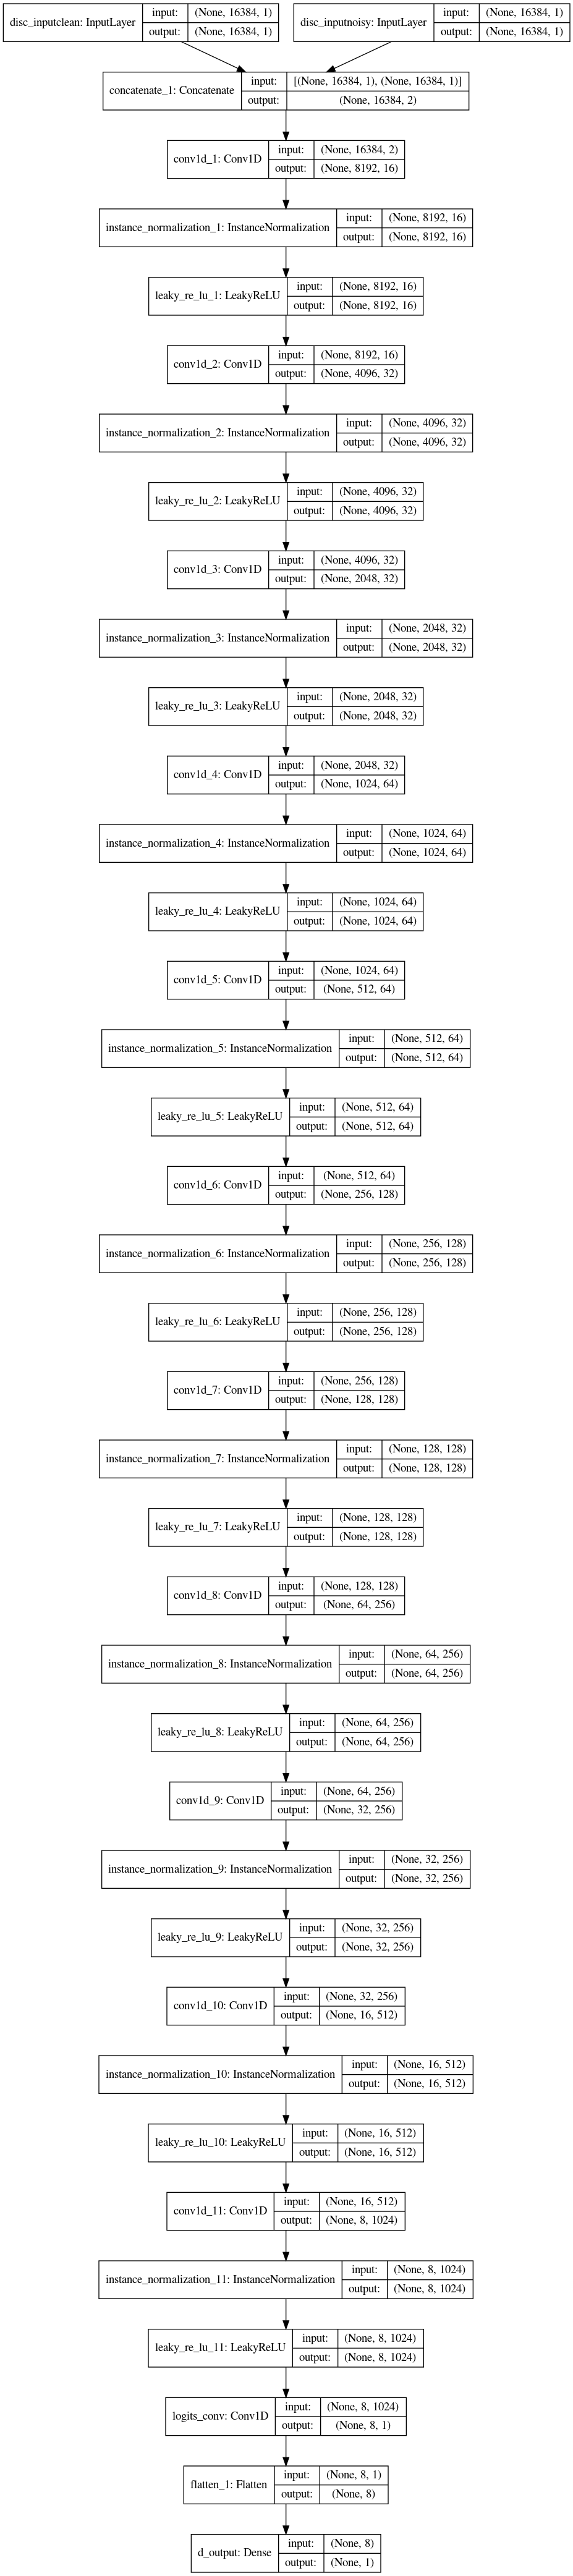 disc_inputclean: InputLayer
input: (None, 16384, 1)
output: (None, 16384, 1)
disc_inputnoisy: InputLayer
input: (None, 16384, 1)
output: (None, 16384, 1)
concatenate_1: Concatenate
input: [(None, 16384, 1), (None, 16384, 1)]
output: (None, 16384, 2)
conv1d_1: Conv1D
input: (None, 16384, 2)
output: (None, 8192, 16)
instance_normalization_1: InstanceNormalization
input: (None, 8192, 16)
output: (None, 8192, 16)
leaky_re_lu_1: LeakyReLU
input: (None, 8192, 16)
output: (None, 8192, 16)
conv1d_2: Conv1D
input: (None, 8192, 16)
output: (None, 4096, 32)
instance_normalization_2: InstanceNormalization
input: (None, 4096, 32)
output: (None, 4096, 32)
leaky_re_lu_2: LeakyReLU
input: (None, 4096, 32)
output: (None, 4096, 32)
conv1d_3: Conv1D
input: (None, 4096, 32)
output: (None, 2048, 32)
instance_normalization_3: InstanceNormalization
input: (None, 2048, 32)
output: (None, 2048, 32)
leaky_re_lu_3: LeakyReLU
input: (None, 2048, 32)
output: (None, 2048, 32)
conv1d_4: Conv1D
input: (None, 2048, 32)
output: (None, 1024, 64)
instance_normalization_4: InstanceNormalization
input: (None, 1024, 64)
output: (None, 1024, 64)
leaky_re_lu_4: LeakyReLU
input: (None, 1024, 64)
output: (None, 1024, 64)
conv1d_5: Conv1D
input: (None, 1024, 64)
output: (None, 512, 64)
instance_normalization_5: InstanceNormalization
input: (None, 512, 64)
output: (None, 512, 64)
leaky_re_lu_5: LeakyReLU
input: (None, 512, 64)
output: (None, 512, 64)
conv1d_6: Conv1D
input: (None, 512, 64)
output: (None, 256, 128)
instance_normalization_6: InstanceNormalization
input: (None, 256, 128)
output: (None, 256, 128)
leaky_re_lu_6: LeakyReLU
input: (None, 256, 128)
output: (None, 256, 128)
conv1d_7: Conv1D
input: (None, 256, 128)
output: (None, 128, 128)
instance_normalization_7: InstanceNormalization
input: (None, 128, 128)
output: (None, 128, 128)
leaky_re_lu_7: LeakyReLU
input: (None, 128, 128)
output: (None, 128, 128)
conv1d_8: Conv1D
input: (None, 128, 128)
output: (None, 64, 256)
instance_normalization_8: InstanceNormalization
input: (None, 64, 256)
output: (None, 64, 256)
leaky_re_lu_8: LeakyReLU
input: (None, 64, 256)
output: (None, 64, 256)
conv1d_9: Conv1D
input: (None, 64, 256)
output: (None, 32, 256)
instance_normalization_9: InstanceNormalization
input: (None, 32, 256)
output: (None, 32, 256)
leaky_re_lu_9: LeakyReLU
input: (None, 32, 256)
output: (None, 32, 256)
conv1d_10: Conv1D
input: (None, 32, 256)
output: (None, 16, 512)
instance_normalization_10: InstanceNormalization
input: (None, 16, 512)
output: (None, 16, 512)
leaky_re_lu_10: LeakyReLU
input: (None, 16, 512)
output: (None, 16, 512)
conv1d_11: Conv1D
input: (None, 16, 512)
output: (None, 8, 1024)
instance_normalization_11: InstanceNormalization
input: (None, 8, 1024)
output: (None, 8, 1024)
leaky_re_lu_11: LeakyReLU
input: (None, 8, 1024)
output: (None, 8, 1024)
logits_conv: Conv1D
input: (None, 8, 1024)
output: (None, 8, 1)
flatten_1: Flatten
input: (None, 8, 1)
output: (None, 8)
d_output: Dense
input: (None, 8)
output: (None, 1)